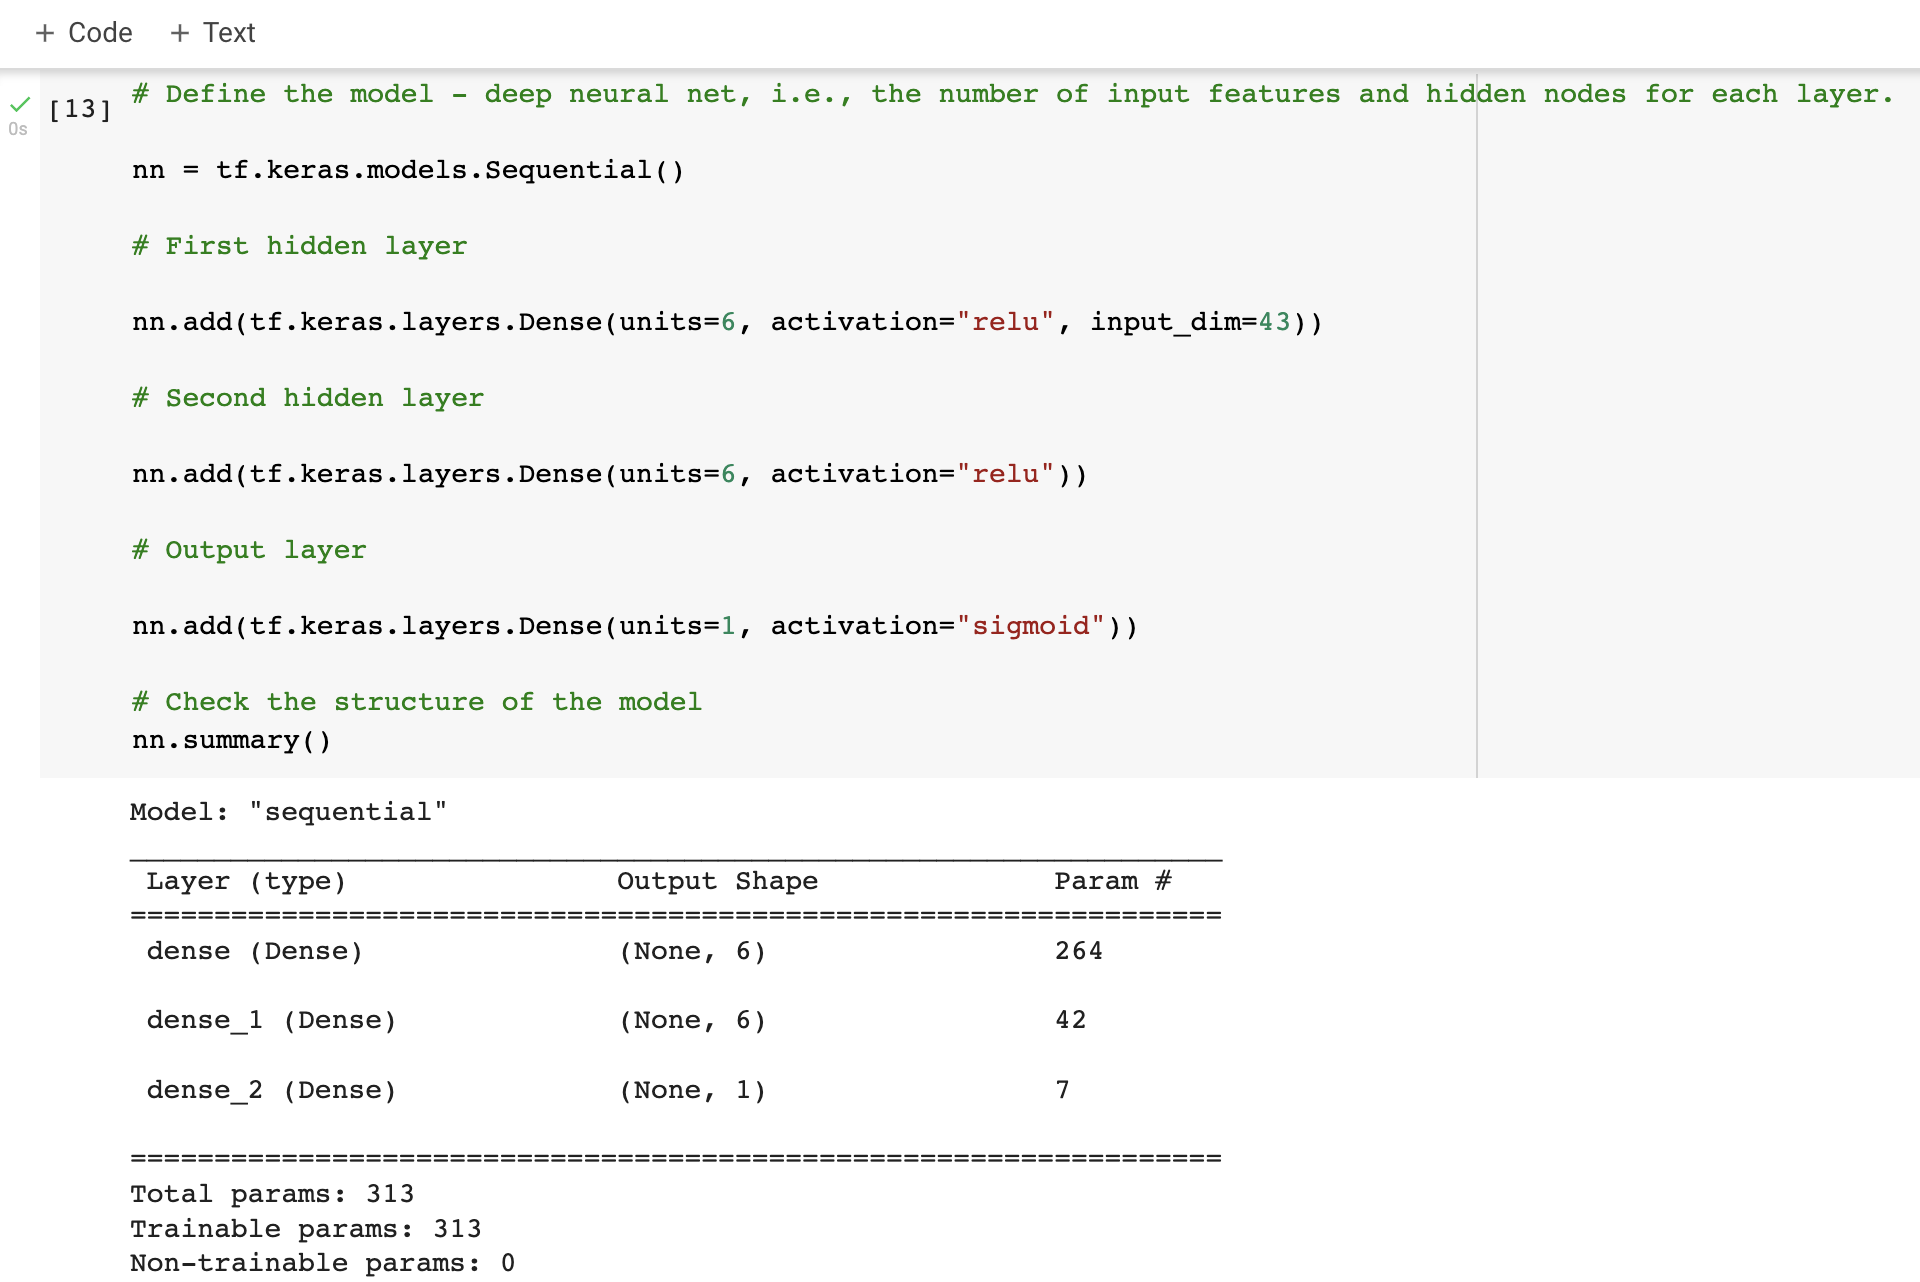 + Code + Text
[13] # Define the model - deep neural net, i.e., the number of input features and hidden nodes for each layer.
0s
nn = tf.keras.models.Sequential()
# First hidden layer
nn.add(tf.keras.layers.Dense(units=6, activation="relu", input_dim=43))
# Second hidden layer
nn.add(tf.keras.layers.Dense(units=6, activation="relu"))
# Output layer
nn.add(tf.keras.layers.Dense(units=1, activation="sigmoid"))
# Check the structure of the model
nn.summary()
Model: "sequential"
_________________________________________________________________
Layer (type) Output Shape Param #
=================================================================
dense (Dense) (None, 6) 264
dense_1 (Dense) (None, 6) 42
dense_2 (Dense) (None, 1) 7
=================================================================
Total params: 313
Trainable params: 313
Non-trainable params: 0